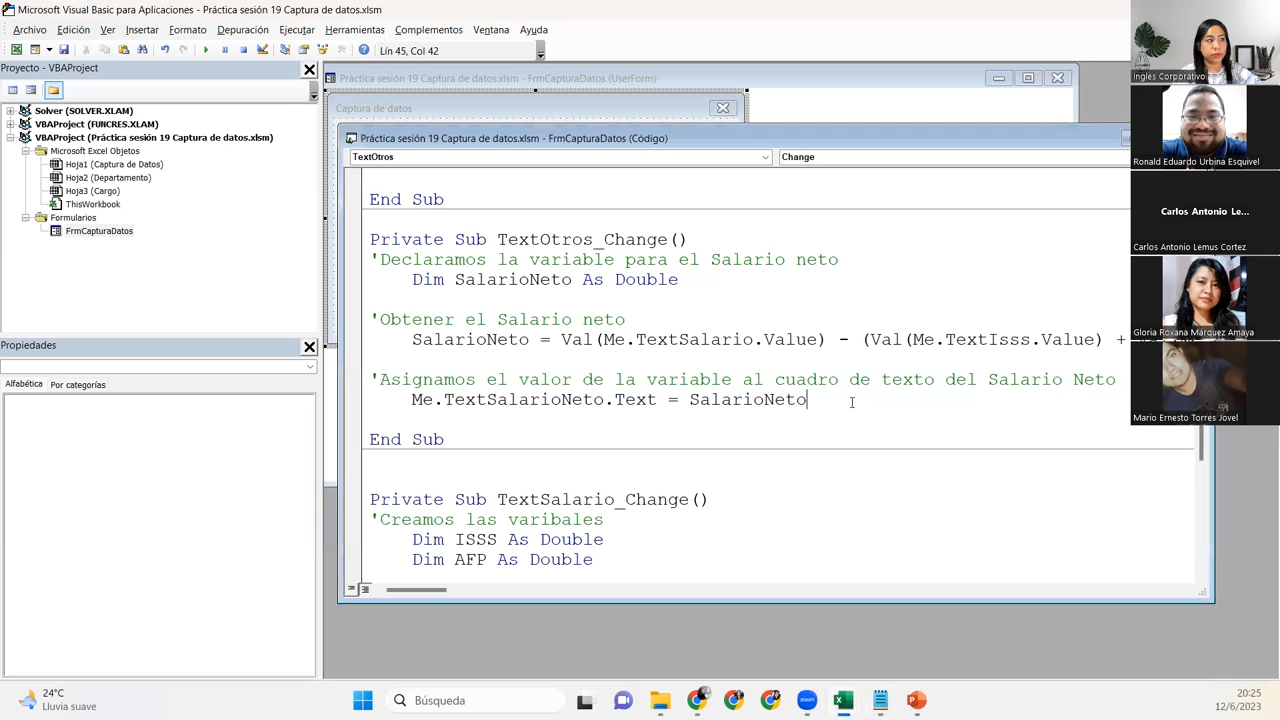 Microsoft Visual Basic para Aplicaciones - Práctica sesión 19 Captura de datos.xlsm
Archivo Edición Ver Insertar Formato Depuración Ejecutar Herramientas Complementos Ventana Ayuda
Lín 45, Col 42
Proyecto - VBAProject
Solver (SOLVER.XLAM)
VBAProject (FUNCRES.XLAM)
VBAProject (Práctica sesión 19 Captura de datos.xlsm)
Microsoft Excel Objetos
Hoja1 (Captura de Datos)
Hoja2 (Departamento)
Hoja3 (Cargo)
ThisWorkbook
Formularios
FrmCapturaDatos
Propiedades
Alfabética Por categorías
Práctica sesión 19 Captura de datos.xlsm - FrmCapturaDatos (UserForm)
Captura de datos
Práctica sesión 19 Captura de datos.xlsm - FrmCapturaDatos (Código)
TextOtros Change
End Sub
Private Sub TextOtros_Change()
'Declaramos la variable para el Salario neto
Dim SalarioNeto As Double
'Obtener el Salario neto
SalarioNeto = Val(Me.TextSalario.Value) - (Val(Me.TextIsss.Value) +
'Asignamos el valor de la variable al cuadro de texto del Salario Neto
Me.TextSalarioNeto.Text = SalarioNeto
End Sub
Private Sub TextSalario_Change()
'Creamos las varibales
Dim ISSS As Double
Dim AFP As Double
Ingles Corporativo
Ronald Eduardo Urbina Esquivel
Carlos Antonio Le...
Carlos Antonio Lemus Cortez
Gloria Roxana Márquez Amaya
Mario Ernesto Torres Jovel
24°C
Lluvia suave
Búsqueda
20:25
12/6/2023